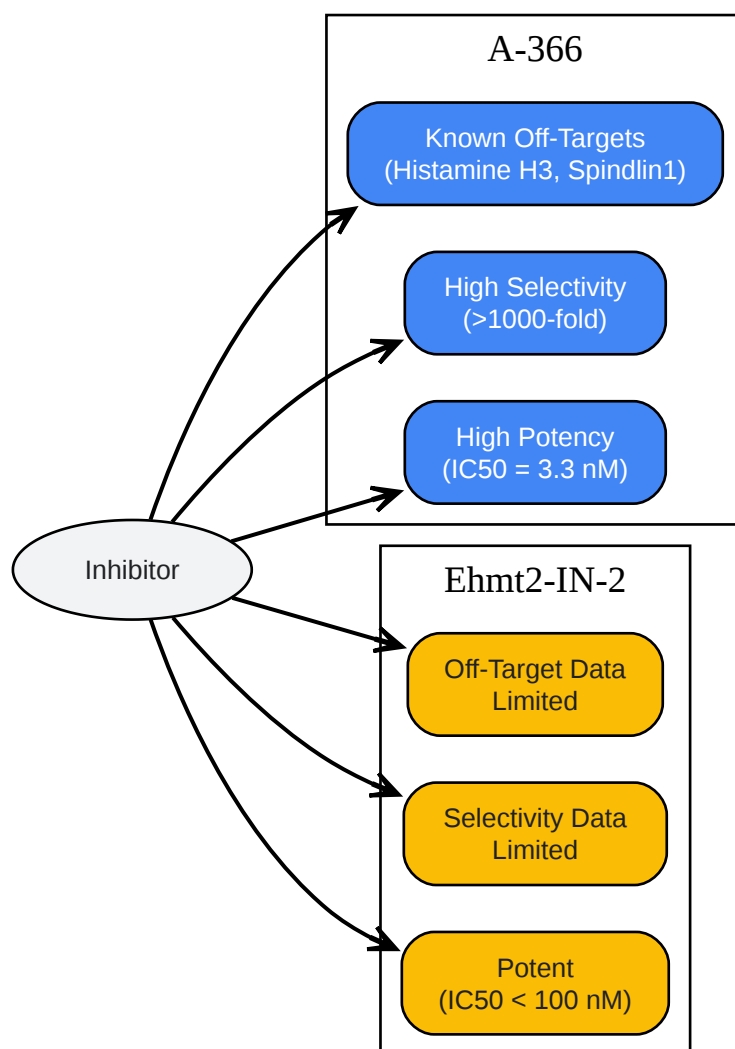 A-366
Known Off-Targets
(Histamine H3, Spindlin1)
High Selectivity
(>1000-fold)
High Potency
(IC50 = 3.3 nM)
Inhibitor
Ehmt2-IN-2
Off-Target Data
Limited
Selectivity Data
Limited
Potent
(IC50 < 100 nM)